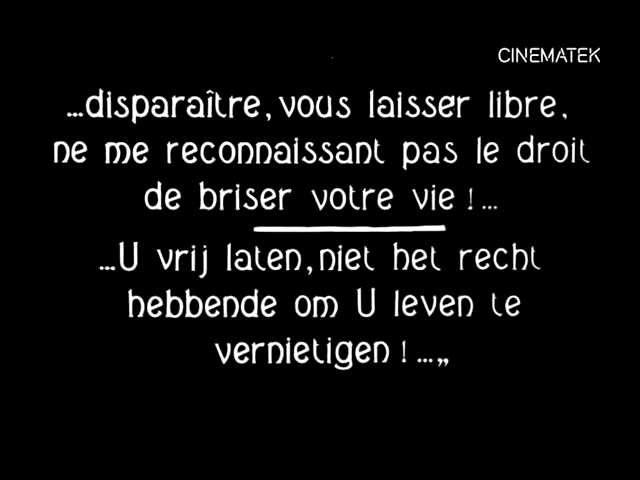 CINEMATEK
...disparaître, vous laisser libre,
ne me reconnaissant pas le droit
de briser votre vie !...
...U vrij laten, niet het recht
hebbende om U leven te
vernietigen !...„